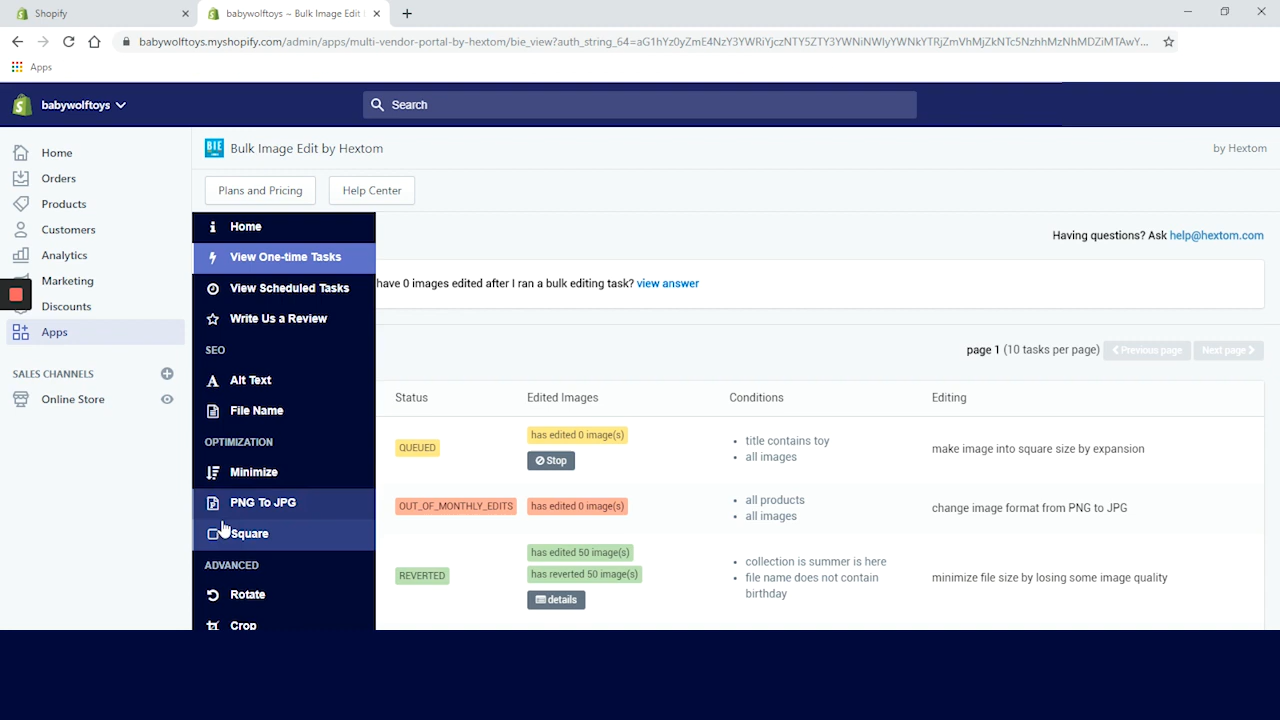 Shopify
babywolftoys ~ Bulk Image Edit
babywolftoys.myshopify.com/admin/apps/multi-vendor-portal-by-hextom/bie_view?auth_string_64=aG1hYz0yZmE4NzY3YWRiYjczNTY5ZTY3YWNiNWIyYWNkYTRjZmVhMjZkNTc5NzhhMzNhMDZiMTAwY...
Apps
babywolftoys
Search
Home
Orders
Products
Customers
Analytics
Marketing
Discounts
Apps
SALES CHANNELS
Online Store
BIE
Bulk Image Edit by Hextom
by Hextom
Plans and Pricing
Help Center
Home
View One-time Tasks
View Scheduled Tasks
Write Us a Review
SEO
Alt Text
File Name
OPTIMIZATION
Minimize
PNG To JPG
Square
ADVANCED
Rotate
Crop
Having questions? Ask help@hextom.com
have 0 images edited after I ran a bulk editing task? view answer
page 1 (10 tasks per page) Previous page Next page
Status Edited Images Conditions Editing
QUEUED
has edited 0 image(s)
Stop
• title contains toy
• all images
make image into square size by expansion
OUT_OF_MONTHLY_EDITS
has edited 0 image(s)
• all products
• all images
change image format from PNG to JPG
REVERTED
has edited 50 image(s)
has reverted 50 image(s)
details
• collection is summer is here
• file name does not contain
birthday
minimize file size by losing some image quality